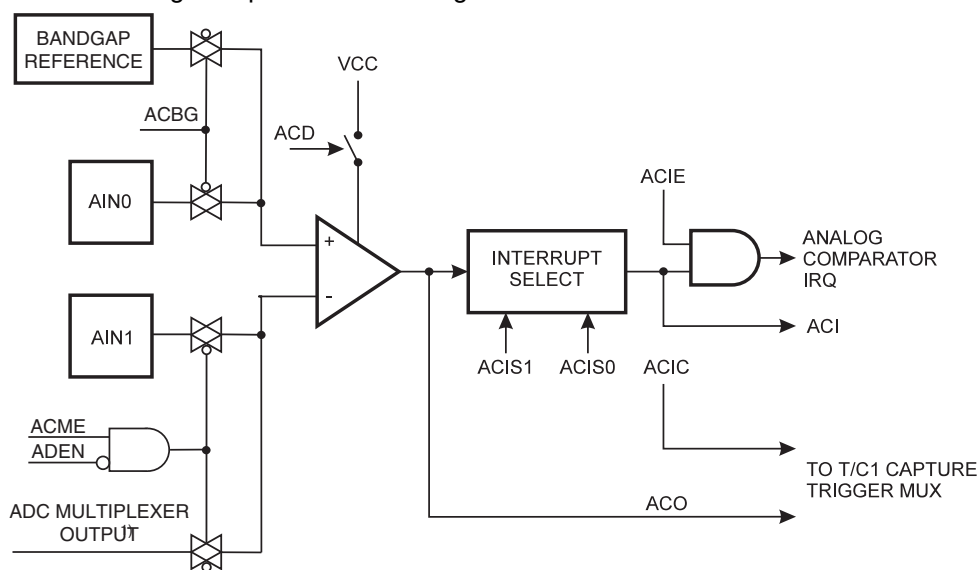 BANDGAP
REFERENCE
VCC
ACBG
ACD
AIN0
ACIE
+
INTERRUPT
SELECT
ANALOG
COMPARATOR
IRQ
-
AIN1
ACI
ACIS1 ACIS0 ACIC
ACME
ADEN
TO T/C1 CAPTURE
TRIGGER MUX
ADC MULTIPLEXER
OUTPUT 1)
ACO